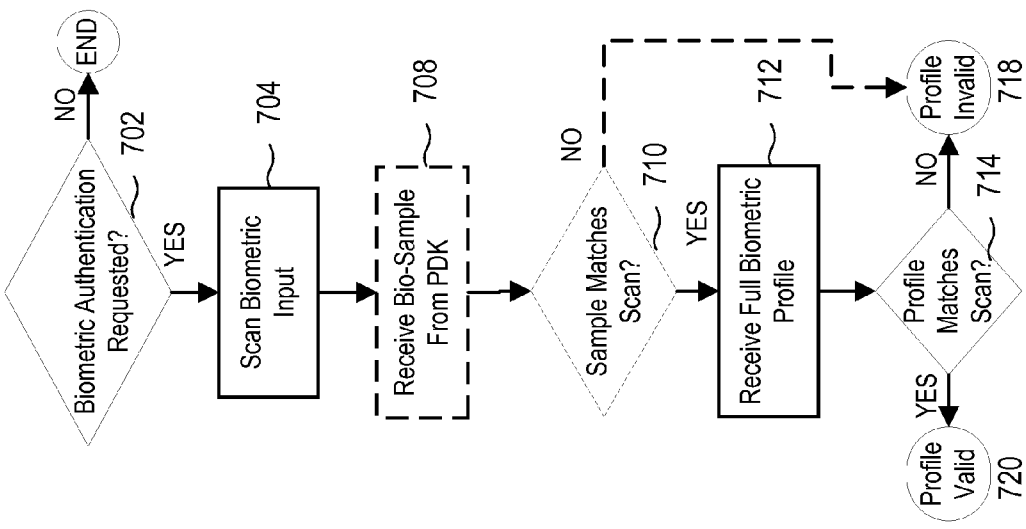 Biometric Authentication
Requested?
702
NO
END
YES
Scan Biometric
Input
704
Receive Bio-Sample
From PDK
708
Sample Matches
Scan?
710
NO
YES
Receive Full Biometric
Profile
712
Profile
Matches
Scan?
714
NO
Profile
Invalid
718
YES
Profile
Valid
720